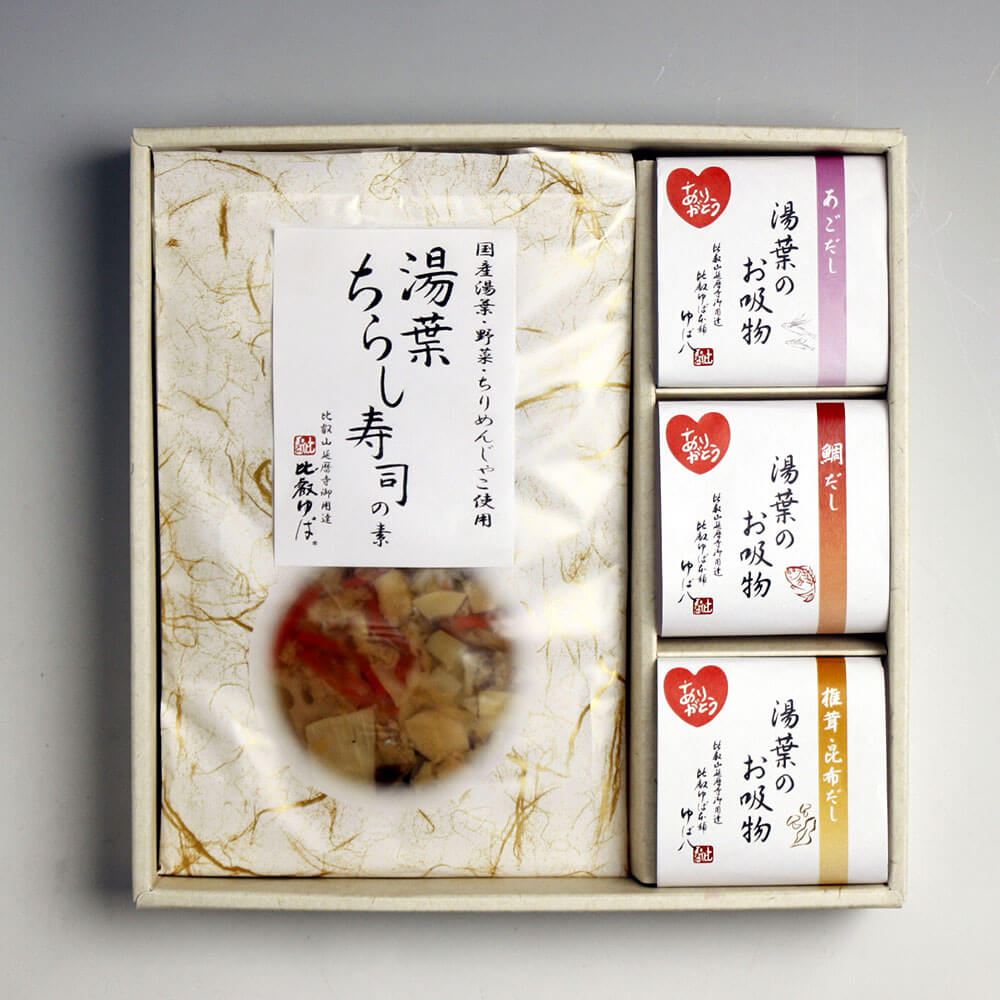 国産湯葉・野菜・ちりめんじゃこ使用
湯葉
ちらし寿司の素
比叡山延暦寺御用達
比叡ゆば®
ありがとう
あごだし
湯葉の
お吸物
比叡山延暦寺御用達
比叡ゆば本舗
ゆば八
ありがとう
鯛だし
湯葉の
お吸物
比叡山延暦寺御用達
比叡ゆば本舗
ゆば八
ありがとう
椎茸・昆布だし
湯葉の
お吸物
比叡山延暦寺御用達
比叡ゆば本舗
ゆば八